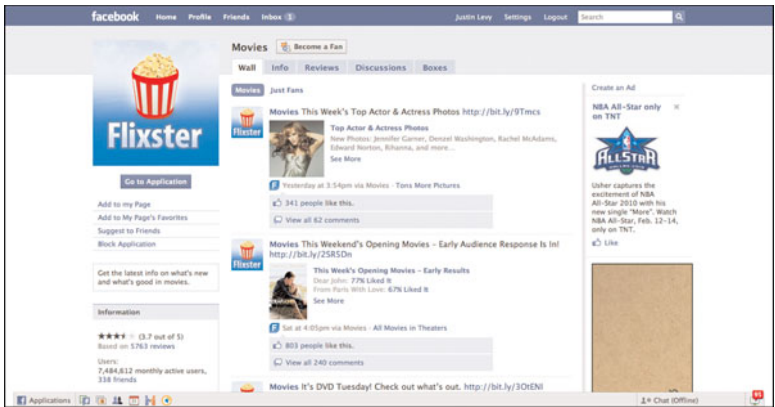 facebook Home Profile Friends Inbox 1 Justin Levy Settings Logout Search
Flixster
Go to Application
Add to my Page
Add to My Page's Favorites
Suggest to Friends
Block Application
Get the latest info on what's new
and what's good in movies.
Information
(3.7 out of 5)
Based on 5763 reviews
Users:
7,484,612 monthly active users,
338 friends
Movies Become a Fan
Wall Info Reviews Discussions Boxes
Movies Just Fans
Flixster
Movies This Week's Top Actor & Actress Photos http://bit.ly/9Tmcs
Top Actor & Actress Photos
New Photos: Jennifer Garner, Denzel Washington, Rachel McAdams,
Edward Norton, Rihanna, and more...
See More
Yesterday at 3:54pm via Movies · Tons More Pictures
341 people like this.
View all 62 comments
Flixster
Movies This Weekend's Opening Movies - Early Audience Response Is In!
http://bit.ly/2SRSDn
This Week's Opening Movies - Early Results
Dear John: 77% Liked It
From Paris With Love: 67% Liked It
See More
Sat at 4:05pm via Movies · All Movies in Theaters
803 people like this.
View all 240 comments
Movies It's DVD Tuesday! Check out what's out. http://bit.ly/3OtENl
Create an Ad
NBA All-Star only
on TNT
ALL STAR
Usher captures the
excitement of NBA
All-Star 2010 with his
new single "More". Watch
NBA All-Star, Feb. 12-14,
only on TNT.
Like
Applications
Chat (Offline)
91